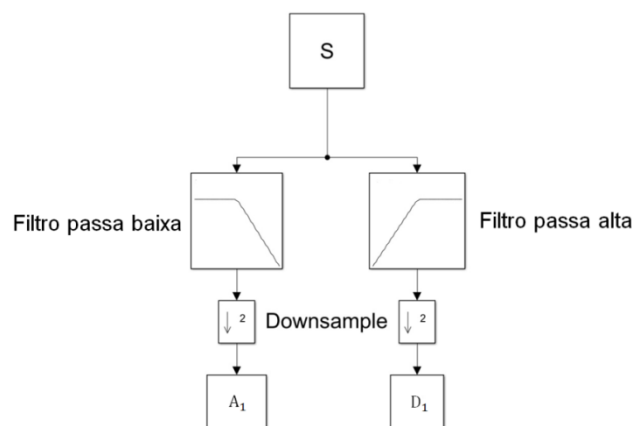 S
Filtro passa baixa
Filtro passa alta
↓ 2
Downsample
↓ 2
A₁
D₁